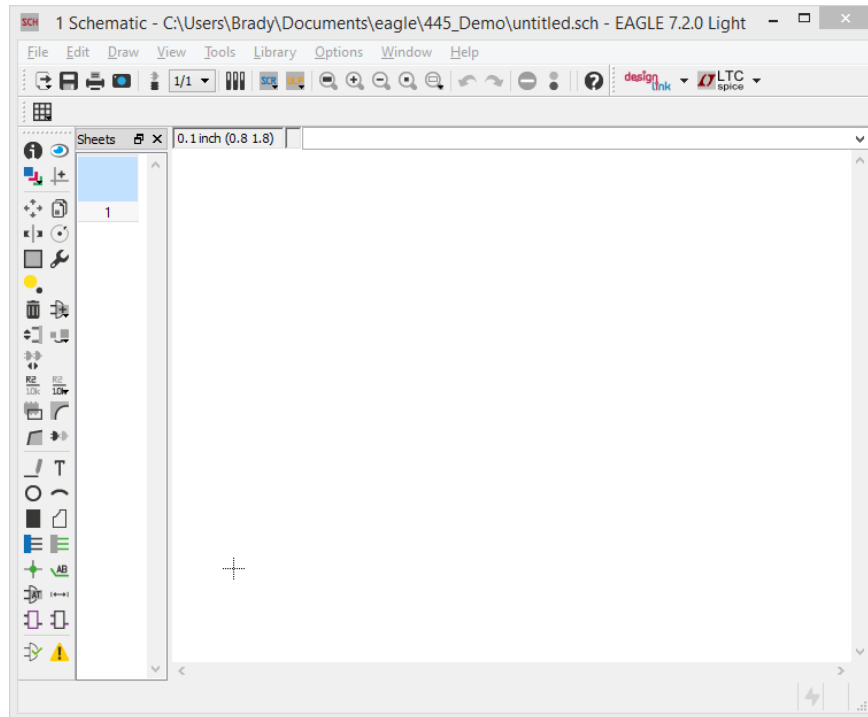 SCH 1 Schematic - C:\Users\Brady\Documents\eagle\445_Demo\untitled.sch - EAGLE 7.2.0 Light
File Edit Draw View Tools Library Options Window Help
1/1 SCR ULP design link LTC spice
Sheets 0.1 inch (0.8 1.8)
1
R2 R2
10k 10k
T
AB
AT